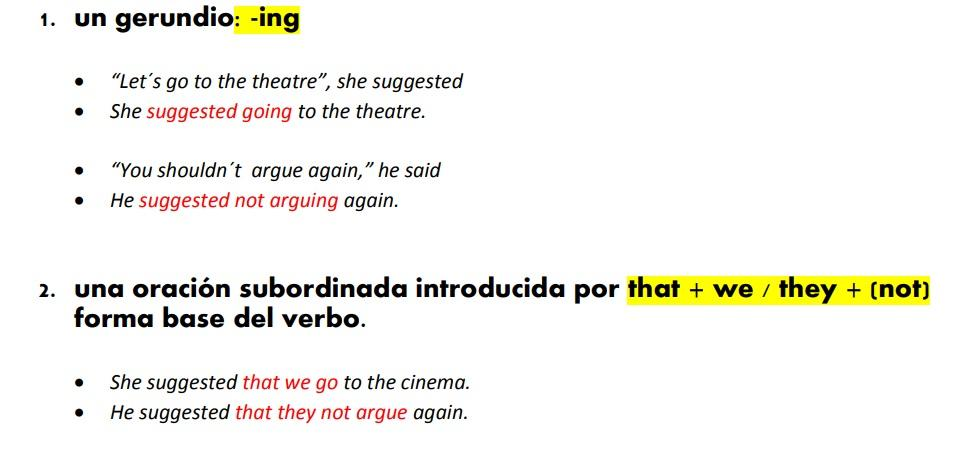 1. un gerundio: -ing
• “Let´s go to the theatre”, she suggested
• She suggested going to the theatre.
• “You shouldn´t argue again,” he said
• He suggested not arguing again.
2. una oración subordinada introducida por that + we / they + (not)
forma base del verbo.
• She suggested that we go to the cinema.
• He suggested that they not argue again.